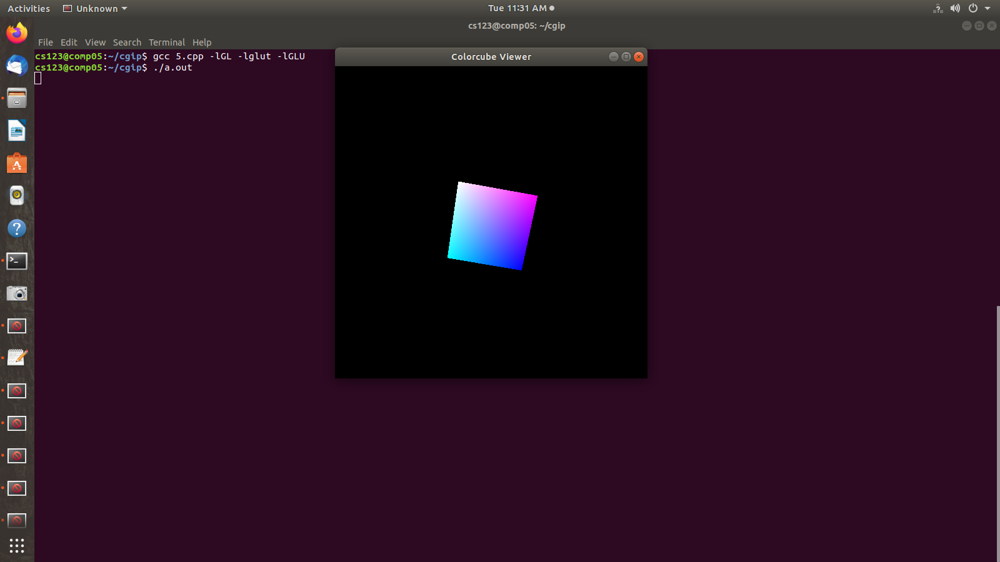 Activities Unknown Tue 11:31 AM
cs123@comp05: ~/cgip
File Edit View Search Terminal Help
cs123@comp05:~/cgip$ gcc 5.cpp -lGL -lglut -lGLU
cs123@comp05:~/cgip$ ./a.out
Colorcube Viewer